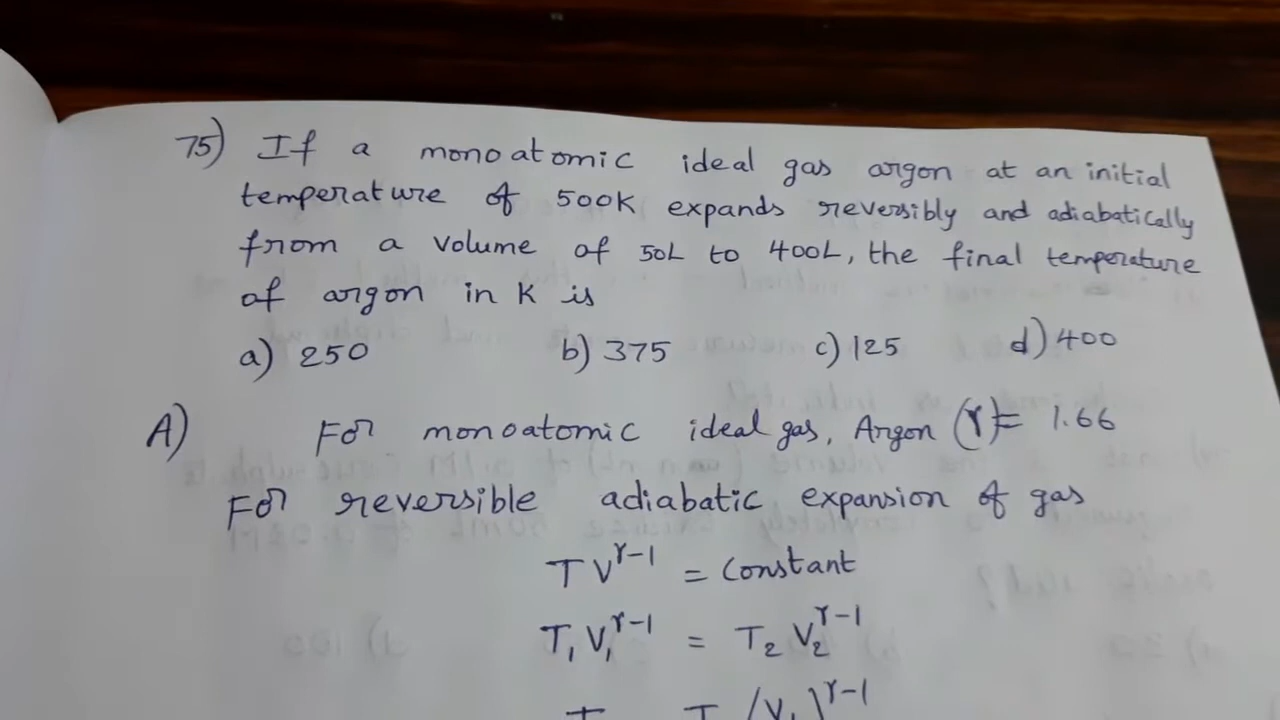 75) If a monoatomic ideal gas argon at an initial
temperature of 500K expands reversibly and adiabatically
from a volume of 50L to 400L, the final temperature
of argon in K is
a) 250 b) 375 c) 125 d) 400
A) For monoatomic ideal gas, Argon (γ) = 1.66
For reversible adiabatic expansion of gas
TV^γ-1 = Constant
T₁V₁^γ-1 = T₂V₂^γ-1